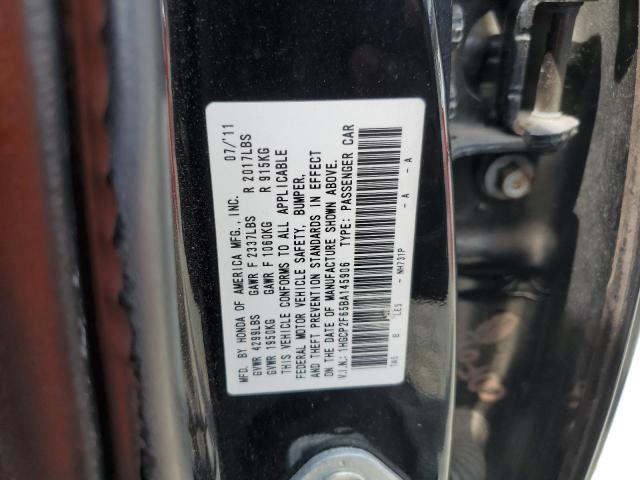 MFD. BY HONDA OF AMERICA MFG., INC. 07/'11
GVWR 4299LBS GAWR F 2337LBS R 2017LBS
GVWR 1950KG GAWR F 1060KG R 915KG
THIS VEHICLE CONFORMS TO ALL APPLICABLE
FEDERAL MOTOR VEHICLE SAFETY, BUMPER,
AND THEFT PREVENTION STANDARDS IN EFFECT
ON THE DATE OF MANUFACTURE SHOWN ABOVE.
V.I.N.: 1HGCP2F65BA145906 TYPE: PASSENGER CAR
NH731P - A - A